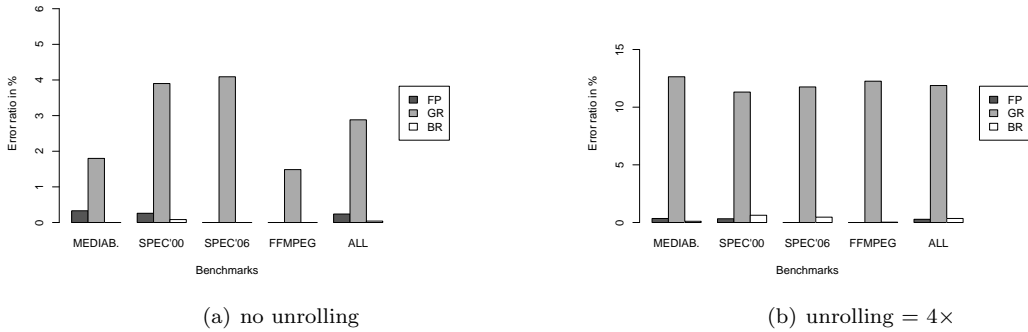 0 1 2 3 4 5 6
Error ratio in %
MEDIAB. SPEC'00 SPEC'06 FFMPEG ALL
Benchmarks
FP
GR
BR
(a) no unrolling
0 5 10 15
Error ratio in %
MEDIAB. SPEC'00 SPEC'06 FFMPEG ALL
Benchmarks
FP
GR
BR
(b) unrolling = 4×